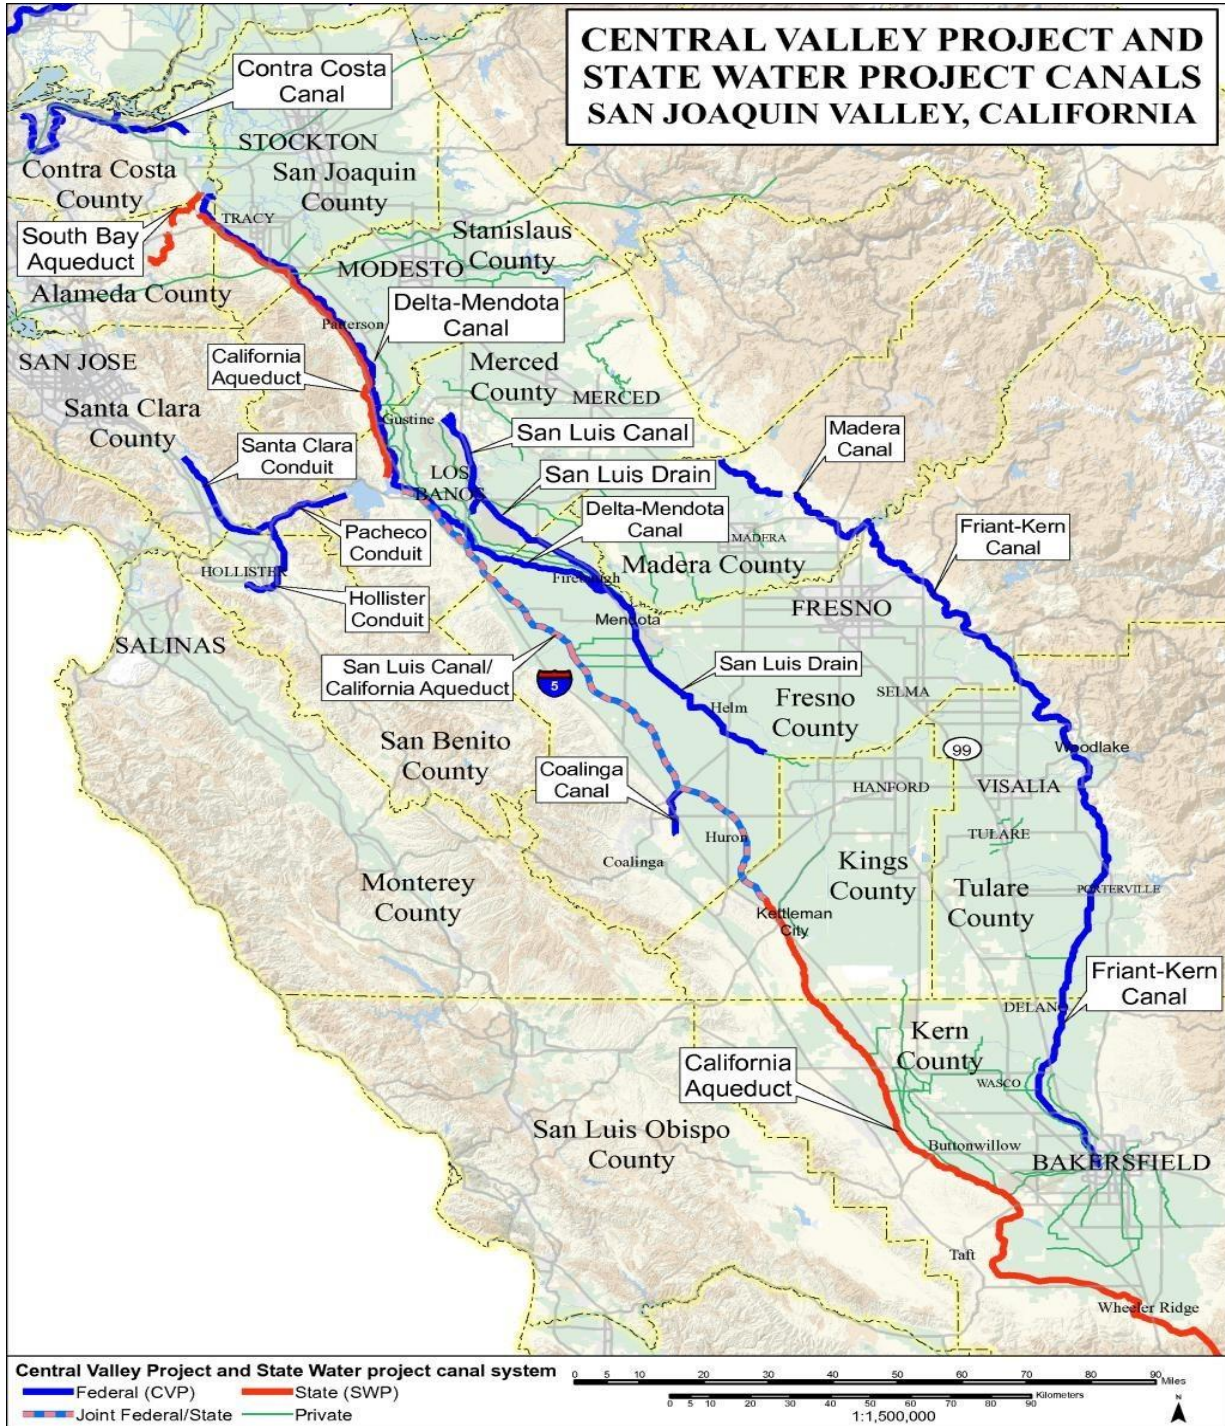 CENTRAL VALLEY PROJECT AND
STATE WATER PROJECT CANALS
SAN JOAQUIN VALLEY, CALIFORNIA
Contra Costa
Canal
STOCKTON
Contra Costa
County
San Joaquin
County
TRACY
South Bay
Aqueduct
Stanislaus
County
MODESTO
Alameda County
Delta-Mendota
Canal
Patterson
California
Aqueduct
SAN JOSE
Merced
County
MERCED
Santa Clara
County
Gustine
San Luis Canal
Madera
Canal
Santa Clara
Conduit
LOS
BANOS
San Luis Drain
Delta-Mendota
Canal
Friant-Kern
Canal
Pacheco
Conduit
MADERA
Madera County
HOLLISTER
Firebaugh
Hollister
Conduit
Mendota
FRESNO
SALINAS
San Luis Canal/
California Aqueduct
5
San Luis Drain
SELMA
Helm
Fresno
County
San Benito
County
99
Woodlake
Coalinga
Canal
HANFORD
VISALIA
Huron
TULARE
Coalinga
Kings
County
Monterey
County
Tulare
County
PORTERVILLE
Kettleman
City
Friant-Kern
Canal
DELANO
Kern
County
California
Aqueduct
WASCO
San Luis Obispo
County
Buttonwillow
BAKERSFIELD
Taft
Wheeler Ridge
Central Valley Project and State Water project canal system
Federal (CVP)
State (SWP)
Joint Federal/State
Private
0 5 10 20 30 40 50 60 70 80 90
Miles
0 5 10 20 30 40 50 60 70 80 90
Kilometers
1:1,500,000
N